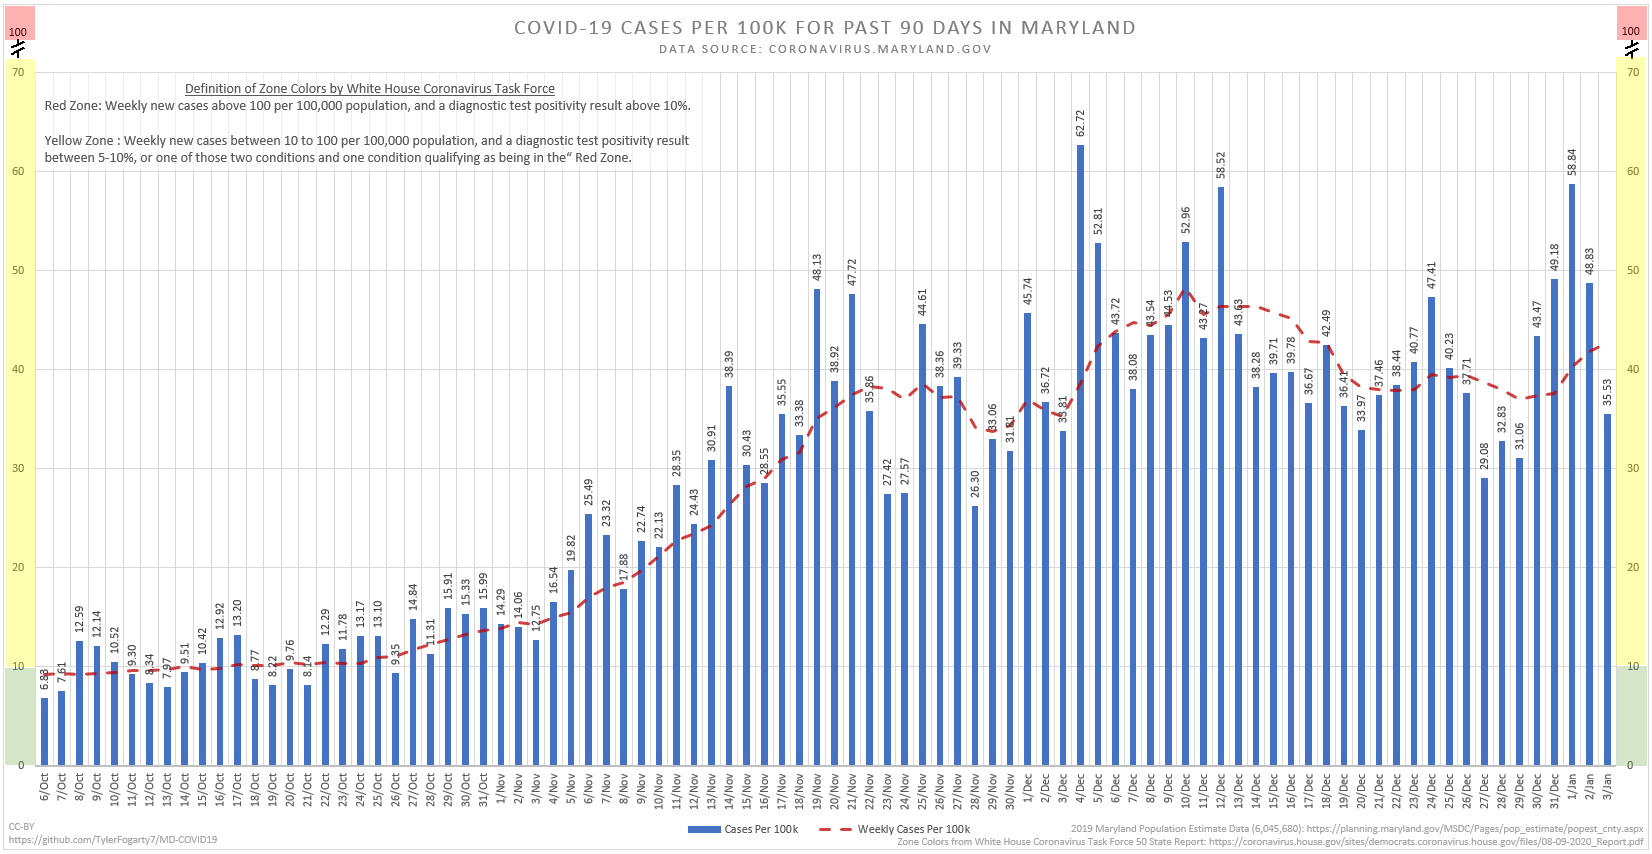 COVID-19 CASES PER 100K FOR PAST 90 DAYS IN MARYLAND
DATA SOURCE: CORONAVIRUS.MARYLAND.GOV
100
100
70
70
Definition of Zone Colors by White House Coronavirus Task Force
Red Zone: Weekly new cases above 100 per 100,000 population, and a diagnostic test positivity result above 10%.
Yellow Zone : Weekly new cases between 10 to 100 per 100,000 population, and a diagnostic test positivity result
between 5-10%, or one of those two conditions and one condition qualifying as being in the“ Red Zone.
60
60
50
50
40
40
30
30
20
20
10
10
0
0
6.83
7.61
12.59
12.14
10.52
9.30
8.34
7.97
9.51
10.42
12.92
13.20
8.77
8.22
9.76
8.14
12.29
11.78
13.17
13.10
9.35
14.84
11.31
15.91
15.33
15.99
14.29
14.06
12.75
16.54
19.82
25.49
23.32
17.88
22.74
22.13
28.35
24.43
30.91
38.39
30.43
28.55
35.55
33.38
48.13
38.92
47.72
35.86
27.42
27.57
44.61
38.36
39.33
26.30
33.06
31.81
45.74
36.72
33.81
62.72
52.81
43.72
38.08
43.54
44.53
52.96
43.27
58.52
43.63
38.28
39.71
39.78
36.67
42.49
36.41
33.97
37.46
38.44
40.77
47.41
40.23
37.71
29.08
32.83
31.06
43.47
49.18
58.84
48.83
35.53
6/Oct
7/Oct
8/Oct
9/Oct
10/Oct
11/Oct
12/Oct
13/Oct
14/Oct
15/Oct
16/Oct
17/Oct
18/Oct
19/Oct
20/Oct
21/Oct
22/Oct
23/Oct
24/Oct
25/Oct
26/Oct
27/Oct
28/Oct
29/Oct
30/Oct
31/Oct
1/Nov
2/Nov
3/Nov
4/Nov
5/Nov
6/Nov
7/Nov
8/Nov
9/Nov
10/Nov
11/Nov
12/Nov
13/Nov
14/Nov
15/Nov
16/Nov
17/Nov
18/Nov
19/Nov
20/Nov
21/Nov
22/Nov
23/Nov
24/Nov
25/Nov
26/Nov
27/Nov
28/Nov
29/Nov
30/Nov
1/Dec
2/Dec
3/Dec
4/Dec
5/Dec
6/Dec
7/Dec
8/Dec
9/Dec
10/Dec
11/Dec
12/Dec
13/Dec
14/Dec
15/Dec
16/Dec
17/Dec
18/Dec
19/Dec
20/Dec
21/Dec
22/Dec
23/Dec
24/Dec
25/Dec
26/Dec
27/Dec
28/Dec
29/Dec
30/Dec
31/Dec
1/Jan
2/Jan
3/Jan
Cases Per 100k
Weekly Cases Per 100k
CC-BY
https://github.com/TylerFogarty7/MD-COVID19
2019 Maryland Population Estimate Data (6,045,680): https://planning.maryland.gov/MSDC/Pages/pop_estimate/popest_cnty.aspx
Zone Colors from White House Coronavirus Task Force 50 State Report: https://coronavirus.house.gov/sites/democrats.coronavirus.house.gov/files/08-09-2020_Report.pdf